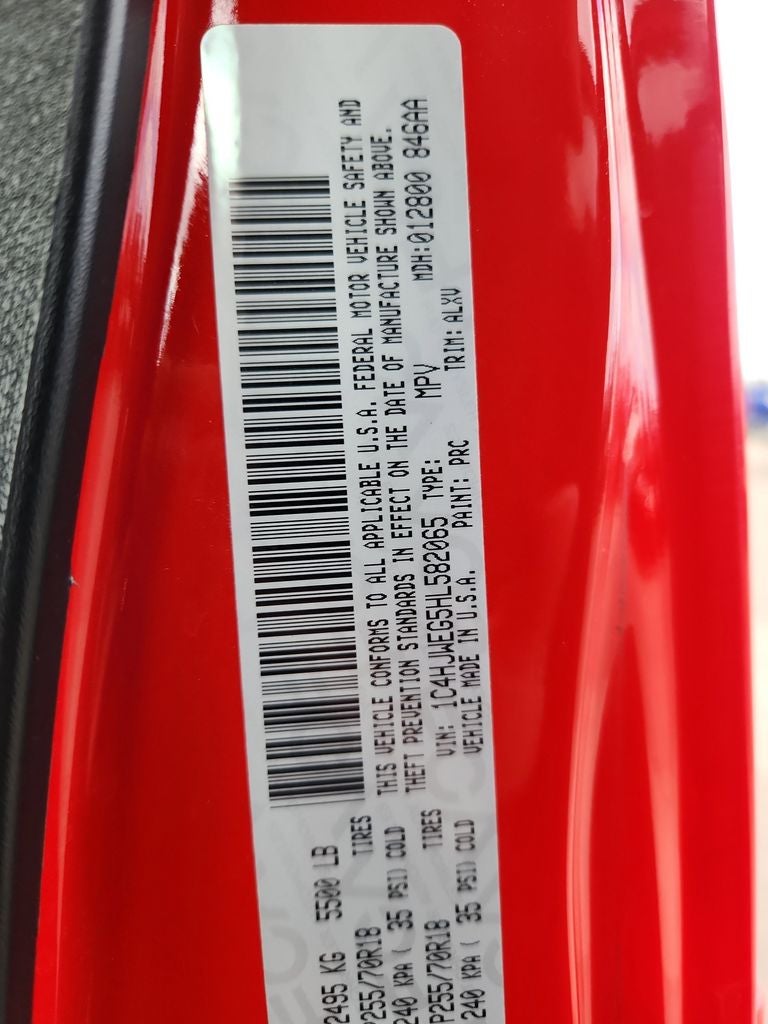 2495 KG 5500 LB
P255/70R18 TIRES
240 KPA ( 35 PSI) COLD
P255/70R18 TIRES
240 KPA ( 35 PSI) COLD
THIS VEHICLE CONFORMS TO ALL APPLICABLE U.S.A. FEDERAL MOTOR VEHICLE SAFETY AND
THEFT PREVENTION STANDARDS IN EFFECT ON THE DATE OF MANUFACTURE SHOWN ABOVE.
VIN: 1C4HJWEG5HL582065 TYPE: MPV MDH:012800 846AA
VEHICLE MADE IN U.S.A. PAINT: PRC TRIM: ALXV